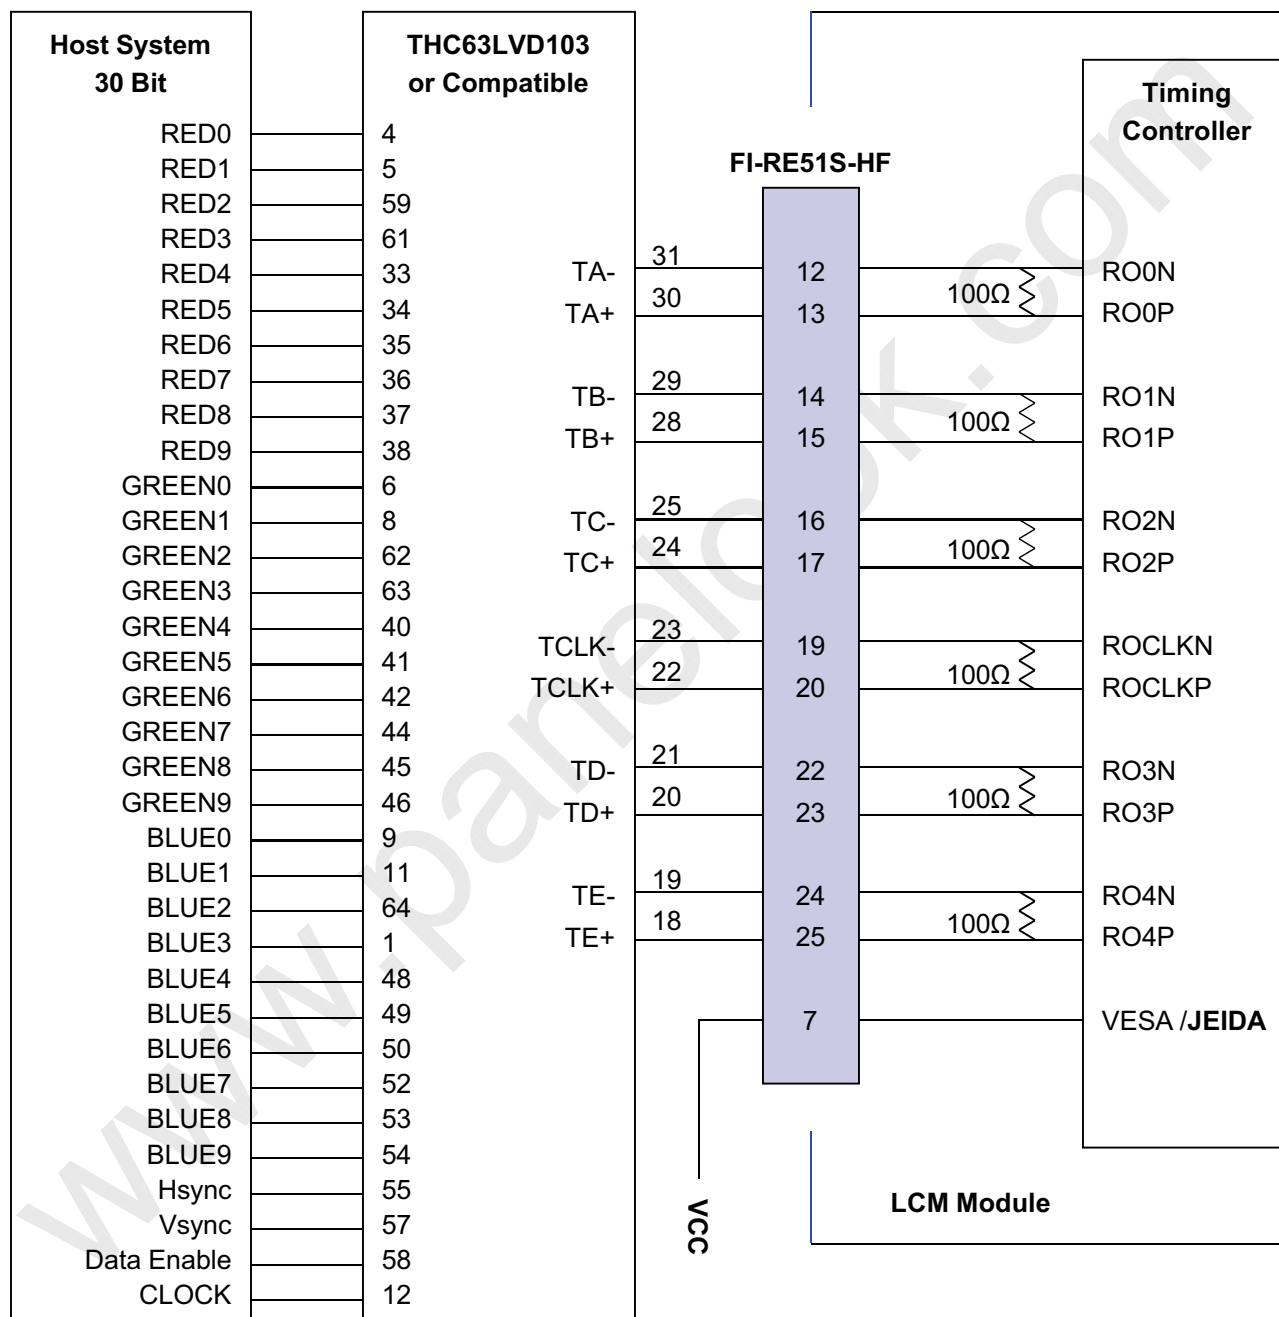 Host System
30 Bit
RED0
RED1
RED2
RED3
RED4
RED5
RED6
RED7
RED8
RED9
GREEN0
GREEN1
GREEN2
GREEN3
GREEN4
GREEN5
GREEN6
GREEN7
GREEN8
GREEN9
BLUE0
BLUE1
BLUE2
BLUE3
BLUE4
BLUE5
BLUE6
BLUE7
BLUE8
BLUE9
Hsync
Vsync
Data Enable
CLOCK
THC63LVD103
or Compatible
4
5
59
61
33
34
35
36
37
38
6
8
62
63
40
41
42
44
45
46
9
11
64
1
48
49
50
52
53
54
55
57
58
12
TA- 31
TA+ 30
TB- 29
TB+ 28
TC- 25
TC+ 24
TCLK- 23
TCLK+ 22
TD- 21
TD+ 20
TE- 19
TE+ 18
FI-RE51S-HF
12
13
14
15
16
17
19
20
22
23
24
25
7
VCC
100Ω
100Ω
100Ω
100Ω
100Ω
100Ω
Timing
Controller
RO0N
RO0P
RO1N
RO1P
RO2N
RO2P
ROCLKN
ROCLKP
RO3N
RO3P
RO4N
RO4P
VESA /JEIDA
LCM Module
www.panelook.com